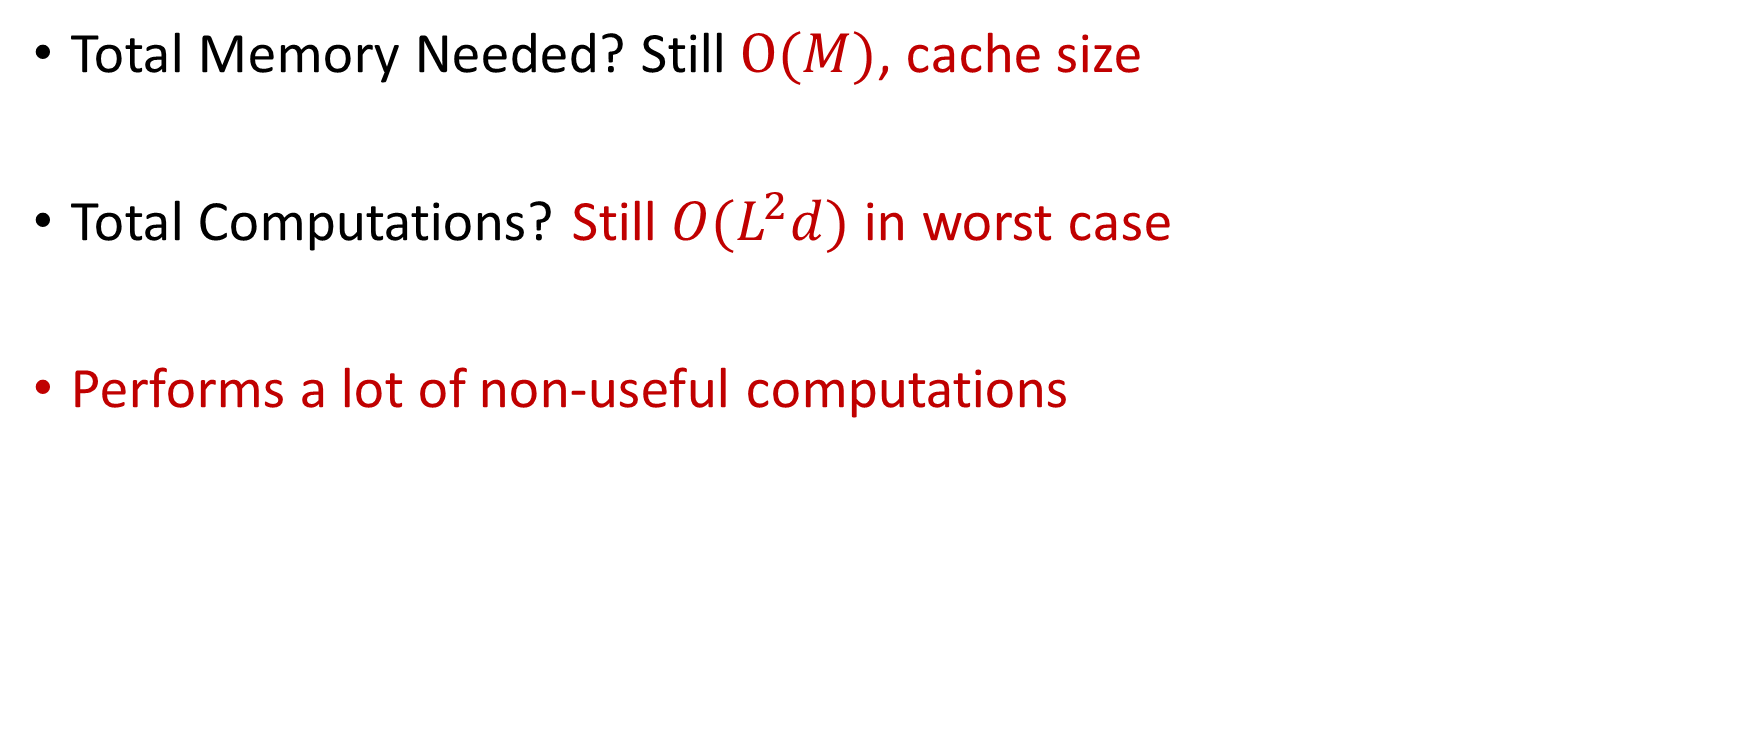 • Total Memory Needed? Still O(M), cache size
• Total Computations? Still O(L²d) in worst case
• Performs a lot of non-useful computations